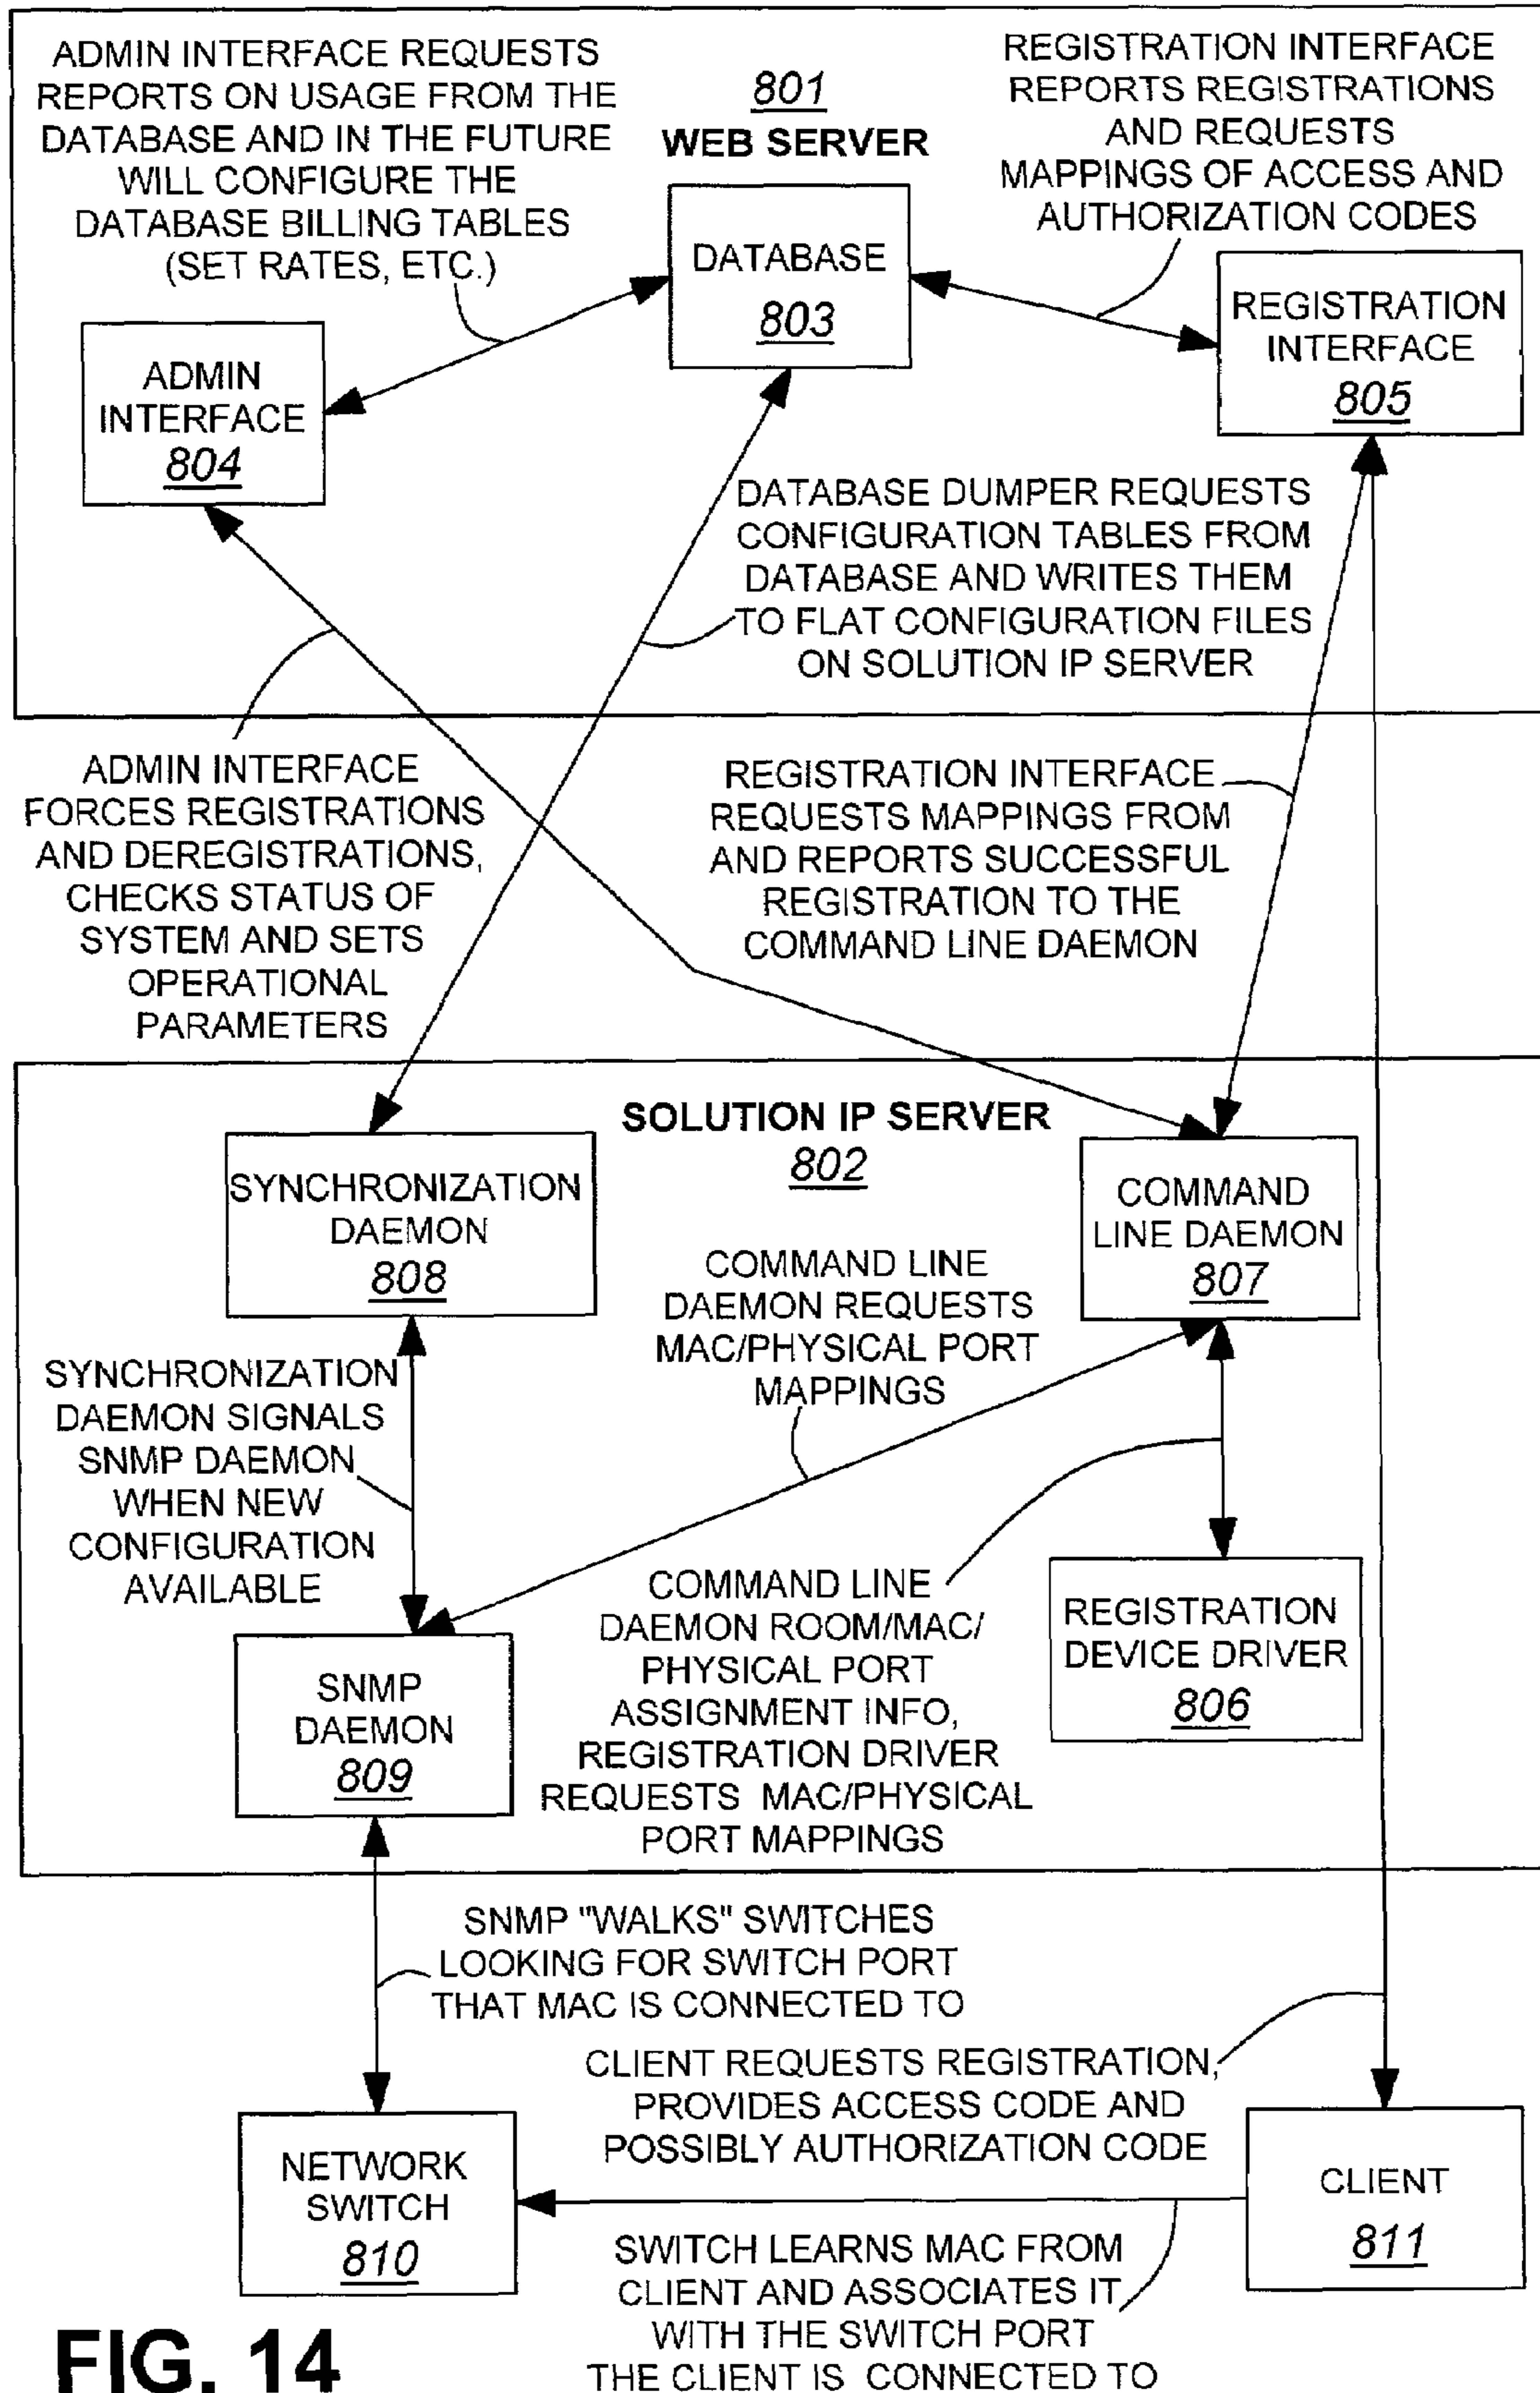 ADMIN INTERFACE REQUESTS
REPORTS ON USAGE FROM THE
DATABASE AND IN THE FUTURE
WILL CONFIGURE THE
DATABASE BILLING TABLES
(SET RATES, ETC.)
801
WEB SERVER
REGISTRATION INTERFACE
REPORTS REGISTRATIONS
AND REQUESTS
MAPPINGS OF ACCESS AND
AUTHORIZATION CODES
DATABASE
803
REGISTRATION
INTERFACE
805
ADMIN
INTERFACE
804
DATABASE DUMPER REQUESTS
CONFIGURATION TABLES FROM
DATABASE AND WRITES THEM
TO FLAT CONFIGURATION FILES
ON SOLUTION IP SERVER
ADMIN INTERFACE
FORCES REGISTRATIONS
AND DEREGISTRATIONS,
CHECKS STATUS OF
SYSTEM AND SETS
OPERATIONAL
PARAMETERS
REGISTRATION INTERFACE
REQUESTS MAPPINGS FROM
AND REPORTS SUCCESSFUL
REGISTRATION TO THE
COMMAND LINE DAEMON
SOLUTION IP SERVER
802
SYNCHRONIZATION
DAEMON
808
COMMAND
LINE DAEMON
807
COMMAND LINE
DAEMON REQUESTS
MAC/PHYSICAL PORT
MAPPINGS
SYNCHRONIZATION
DAEMON SIGNALS
SNMP DAEMON
WHEN NEW
CONFIGURATION
AVAILABLE
COMMAND LINE
DAEMON ROOM/MAC/
PHYSICAL PORT
ASSIGNMENT INFO,
REGISTRATION DRIVER
REQUESTS MAC/PHYSICAL
PORT MAPPINGS
REGISTRATION
DEVICE DRIVER
806
SNMP
DAEMON
809
SNMP "WALKS" SWITCHES
LOOKING FOR SWITCH PORT
THAT MAC IS CONNECTED TO
CLIENT REQUESTS REGISTRATION,
PROVIDES ACCESS CODE AND
POSSIBLY AUTHORIZATION CODE
NETWORK
SWITCH
810
CLIENT
811
SWITCH LEARNS MAC FROM
CLIENT AND ASSOCIATES IT
WITH THE SWITCH PORT
THE CLIENT IS CONNECTED TO
FIG. 14